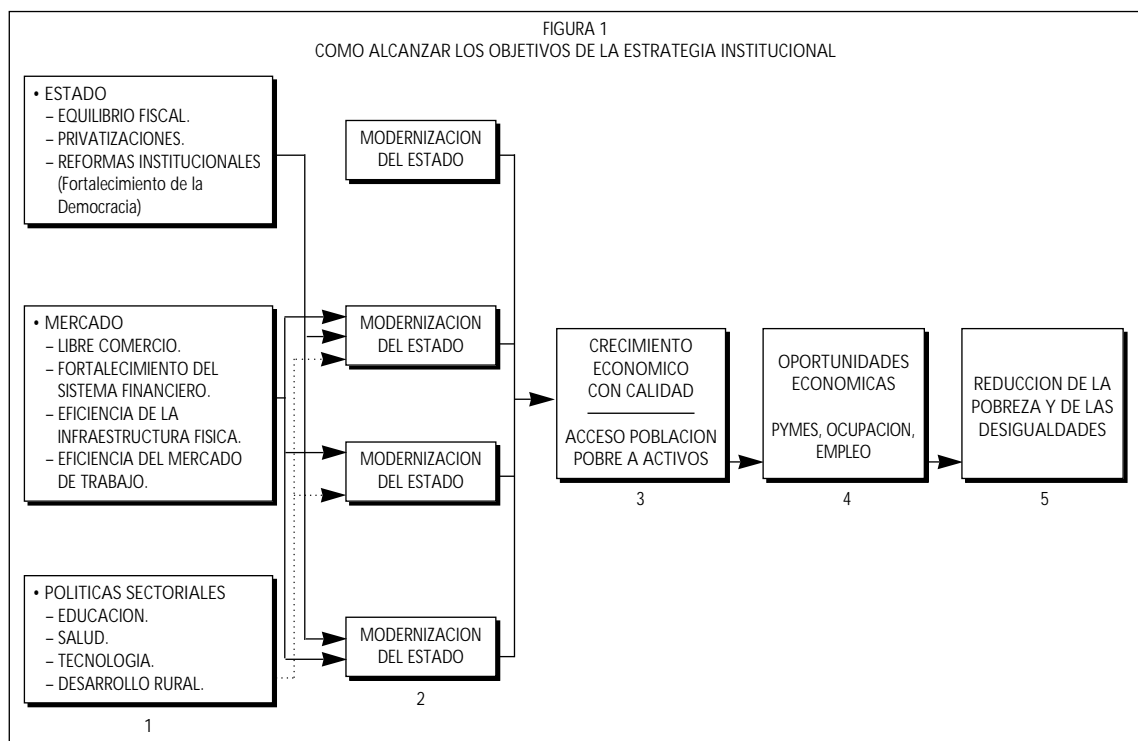 FIGURA 1
COMO ALCANZAR LOS OBJETIVOS DE LA ESTRATEGIA INSTITUCIONAL
• ESTADO
– EQUILIBRIO FISCAL.
– PRIVATIZACIONES.
– REFORMAS INSTITUCIONALES
(Fortalecimiento de la
Democracia)
• MERCADO
– LIBRE COMERCIO.
– FORTALECIMIENTO DEL
SISTEMA FINANCIERO.
– EFICIENCIA DE LA
INFRAESTRUCTURA FISICA.
– EFICIENCIA DEL MERCADO
DE TRABAJO.
• POLITICAS SECTORIALES
– EDUCACION.
– SALUD.
– TECNOLOGIA.
– DESARROLLO RURAL.
1
MODERNIZACION
DEL ESTADO
MODERNIZACION
DEL ESTADO
MODERNIZACION
DEL ESTADO
MODERNIZACION
DEL ESTADO
2
CRECIMIENTO
ECONOMICO
CON CALIDAD
ACCESO POBLACION
POBRE A ACTIVOS
3
OPORTUNIDADES
ECONOMICAS
PYMES, OCUPACION,
EMPLEO
4
REDUCCION DE LA
POBREZA Y DE LAS
DESIGUALDADES
5